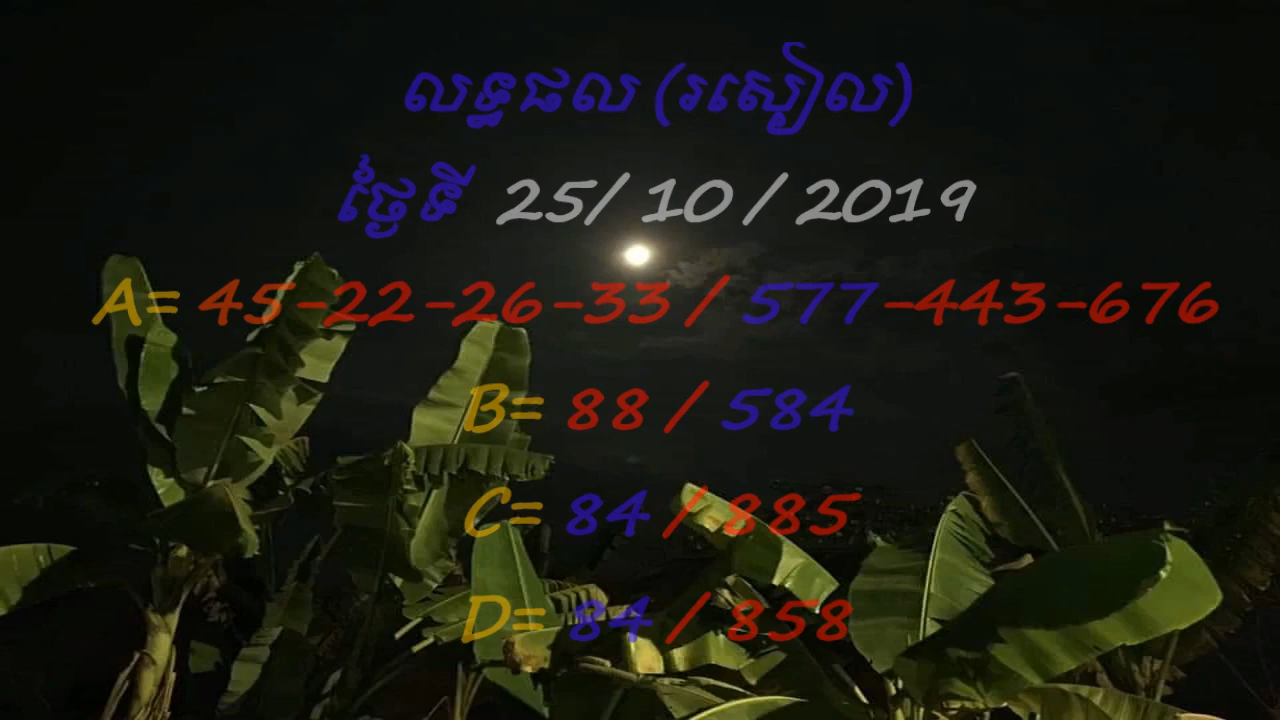 លទ្ធផល (រសៀល)
ថ្ងៃទី 25/ 10 / 2019
A= 45-22-26-33 / 577-443-676
B= 88 / 584
C= 84 / 885
D= 84 / 858